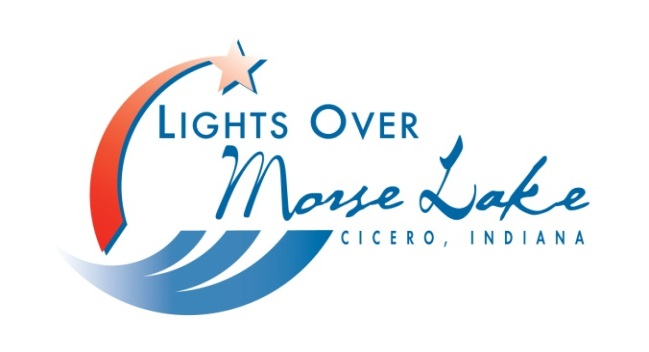 LIGHTS OVER
Morse Lake
CICERO, INDIANA